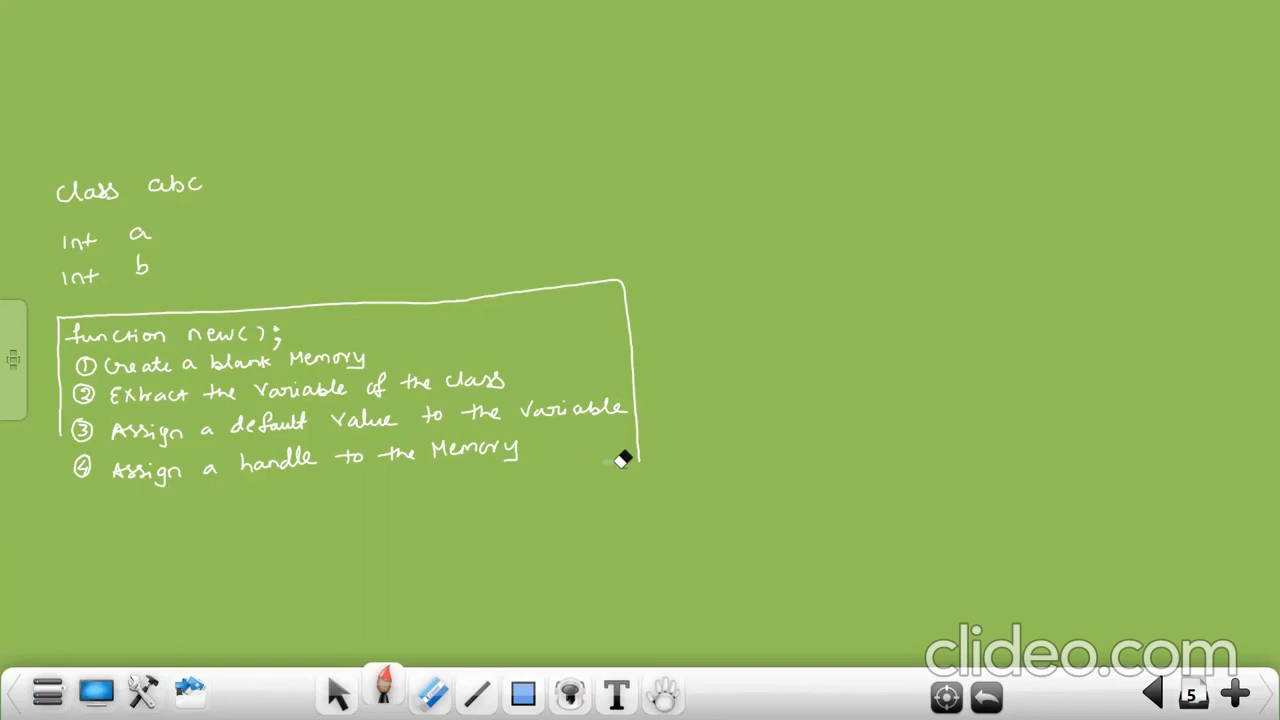 class abc
int a
int b
function new();
① Create a blank Memory
② Extract the variable of the class
③ Assign a default value to the variable
④ Assign a handle to the Memory
clideo.com
5